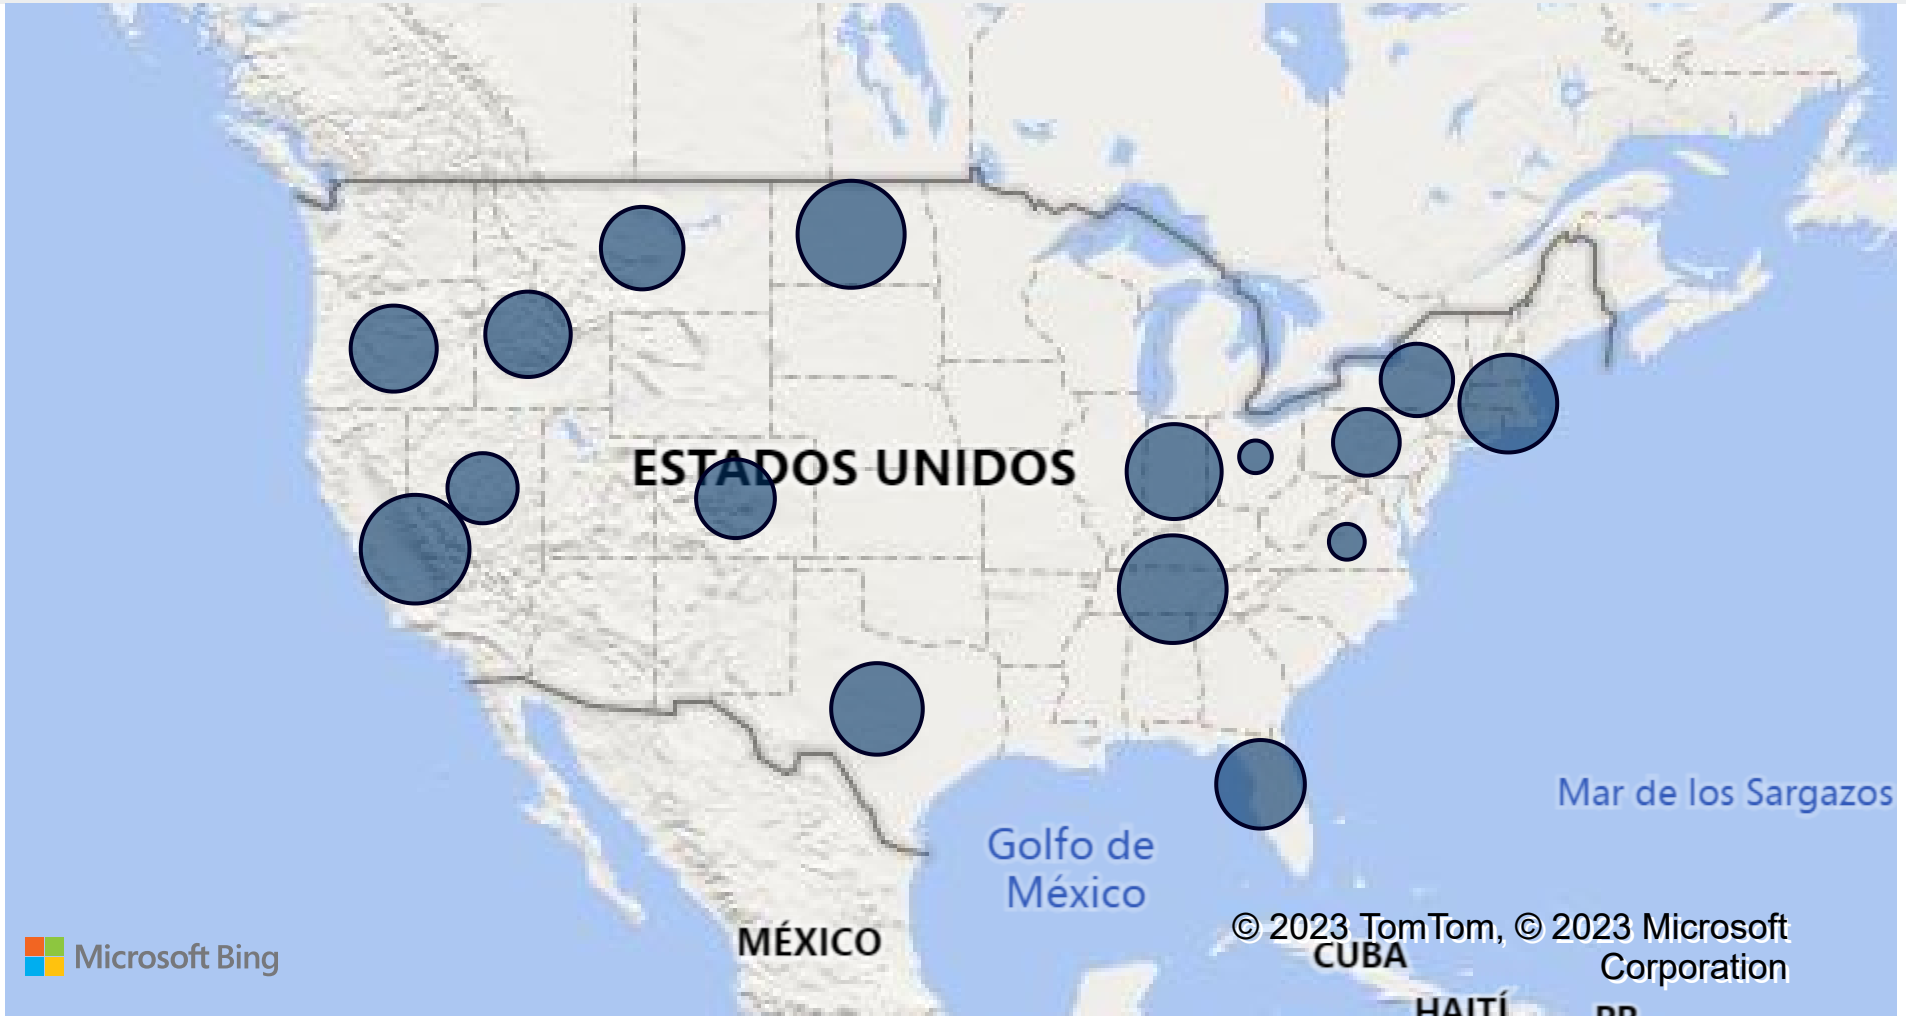 ESTADOS UNIDOS
Mar de los Sargazos
Golfo de
México
© 2023 TomTom, © 2023 Microsoft
Corporation
MÉXICO
CUBA
Microsoft Bing
HAITÍ